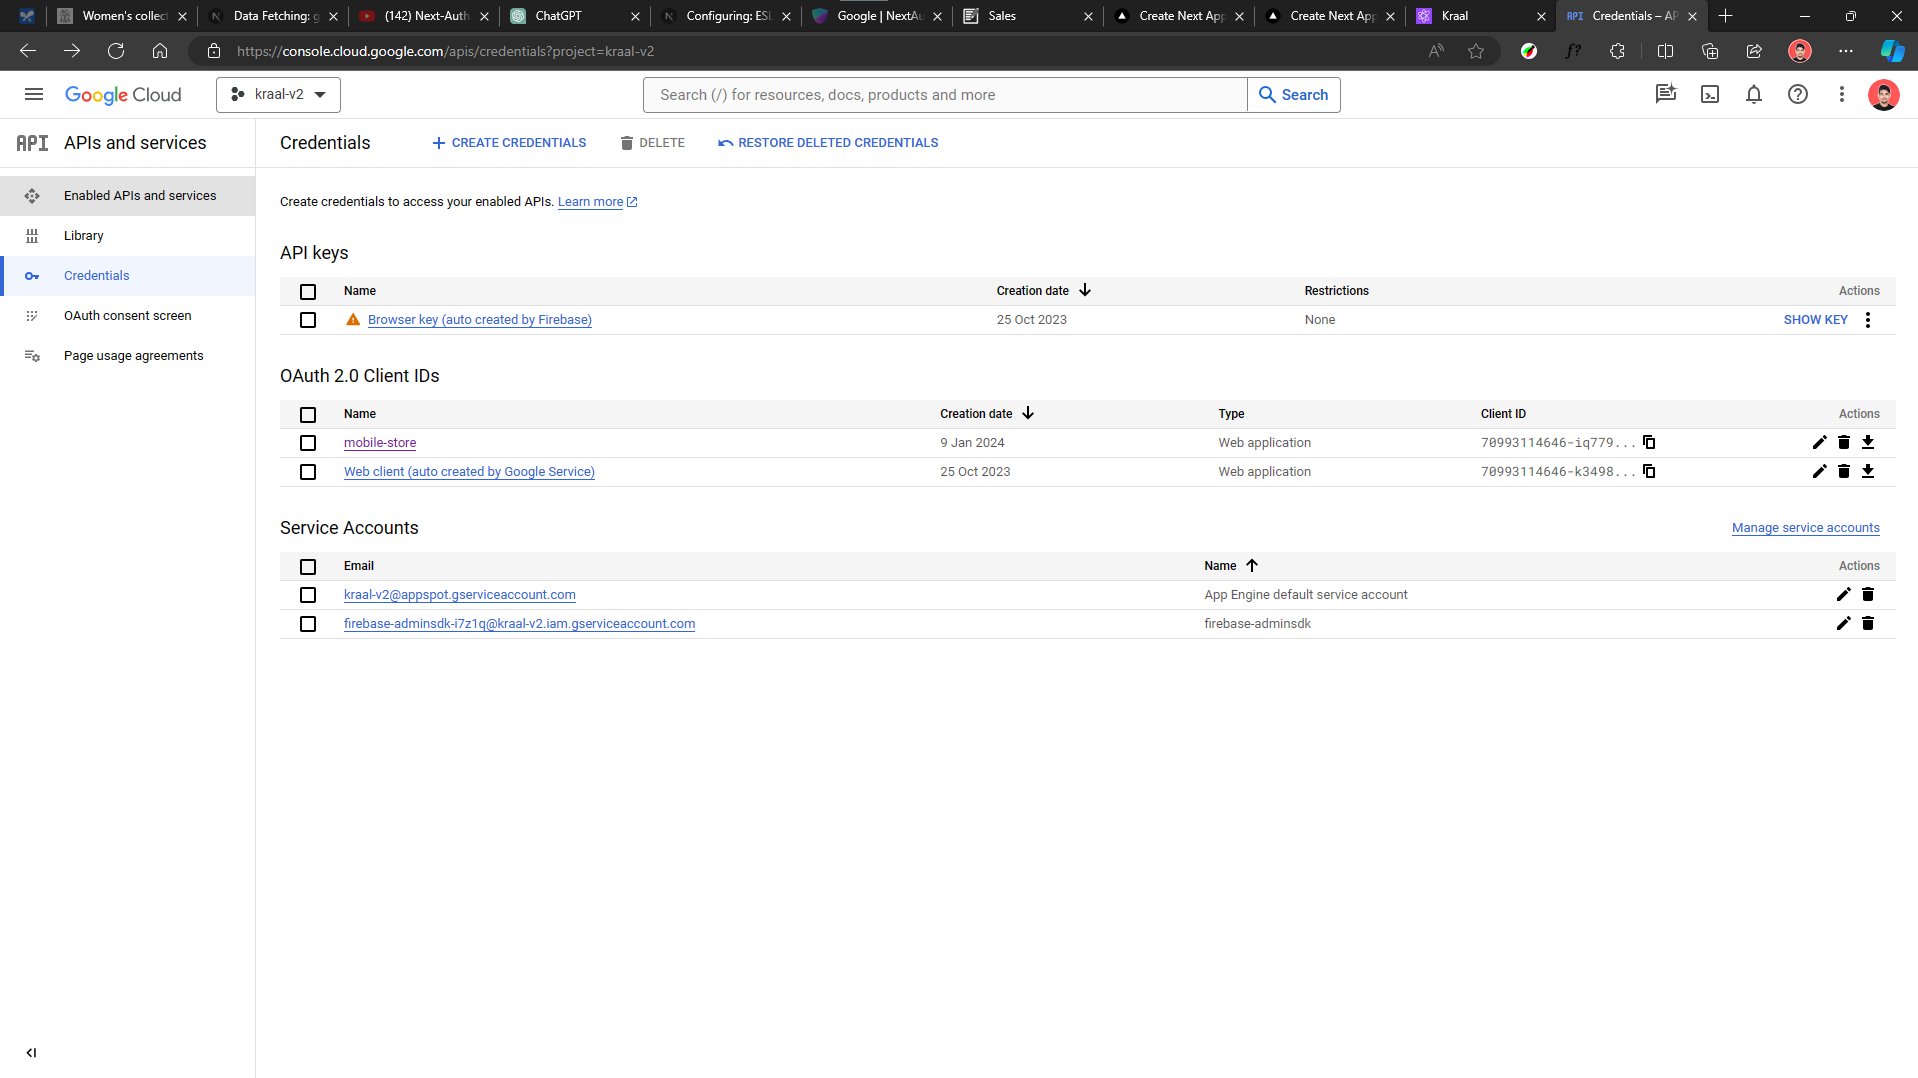 Women's collect
Data Fetching: g
(142) Next-Auth
ChatGPT
Configuring: ESL
Google | NextAu
Sales
Create Next App
Create Next App
Kraal
API Credentials – AP
https://console.cloud.google.com/apis/credentials?project=kraal-v2
Google Cloud
kraal-v2
Search (/) for resources, docs, products and more
Search
API APIs and services
Credentials
CREATE CREDENTIALS
DELETE
RESTORE DELETED CREDENTIALS
Enabled APIs and services
Library
Credentials
OAuth consent screen
Page usage agreements
Create credentials to access your enabled APIs. Learn more
API keys
Name Creation date Restrictions Actions
Browser key (auto created by Firebase) 25 Oct 2023 None SHOW KEY
OAuth 2.0 Client IDs
Name Creation date Type Client ID Actions
mobile-store 9 Jan 2024 Web application 70993114646-iq779...
Web client (auto created by Google Service) 25 Oct 2023 Web application 70993114646-k3498...
Service Accounts Manage service accounts
Email Name Actions
kraal-v2@appspot.gserviceaccount.com App Engine default service account
firebase-adminsdk-i7z1q@kraal-v2.iam.gserviceaccount.com firebase-adminsdk